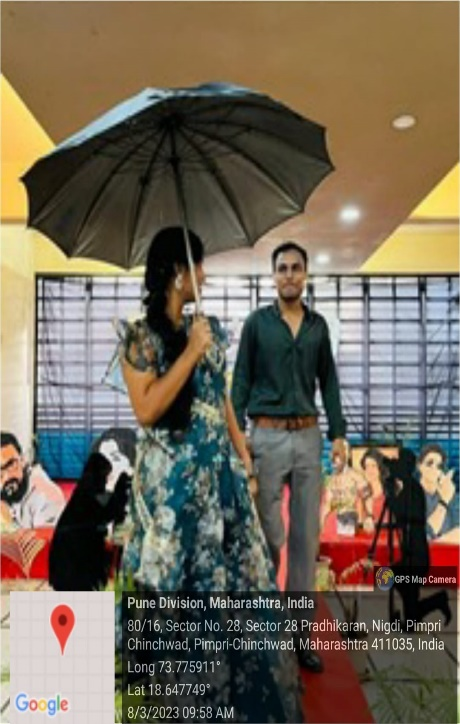 GPS Map Camera
Pune Division, Maharashtra, India
80/16, Sector No. 28, Sector 28 Pradhikaran, Nigdi, Pimpri
Chinchwad, Pimpri-Chinchwad, Maharashtra 411035, India
Long 73.775911°
Lat 18.647749°
8/3/2023 09:58 AM
Google